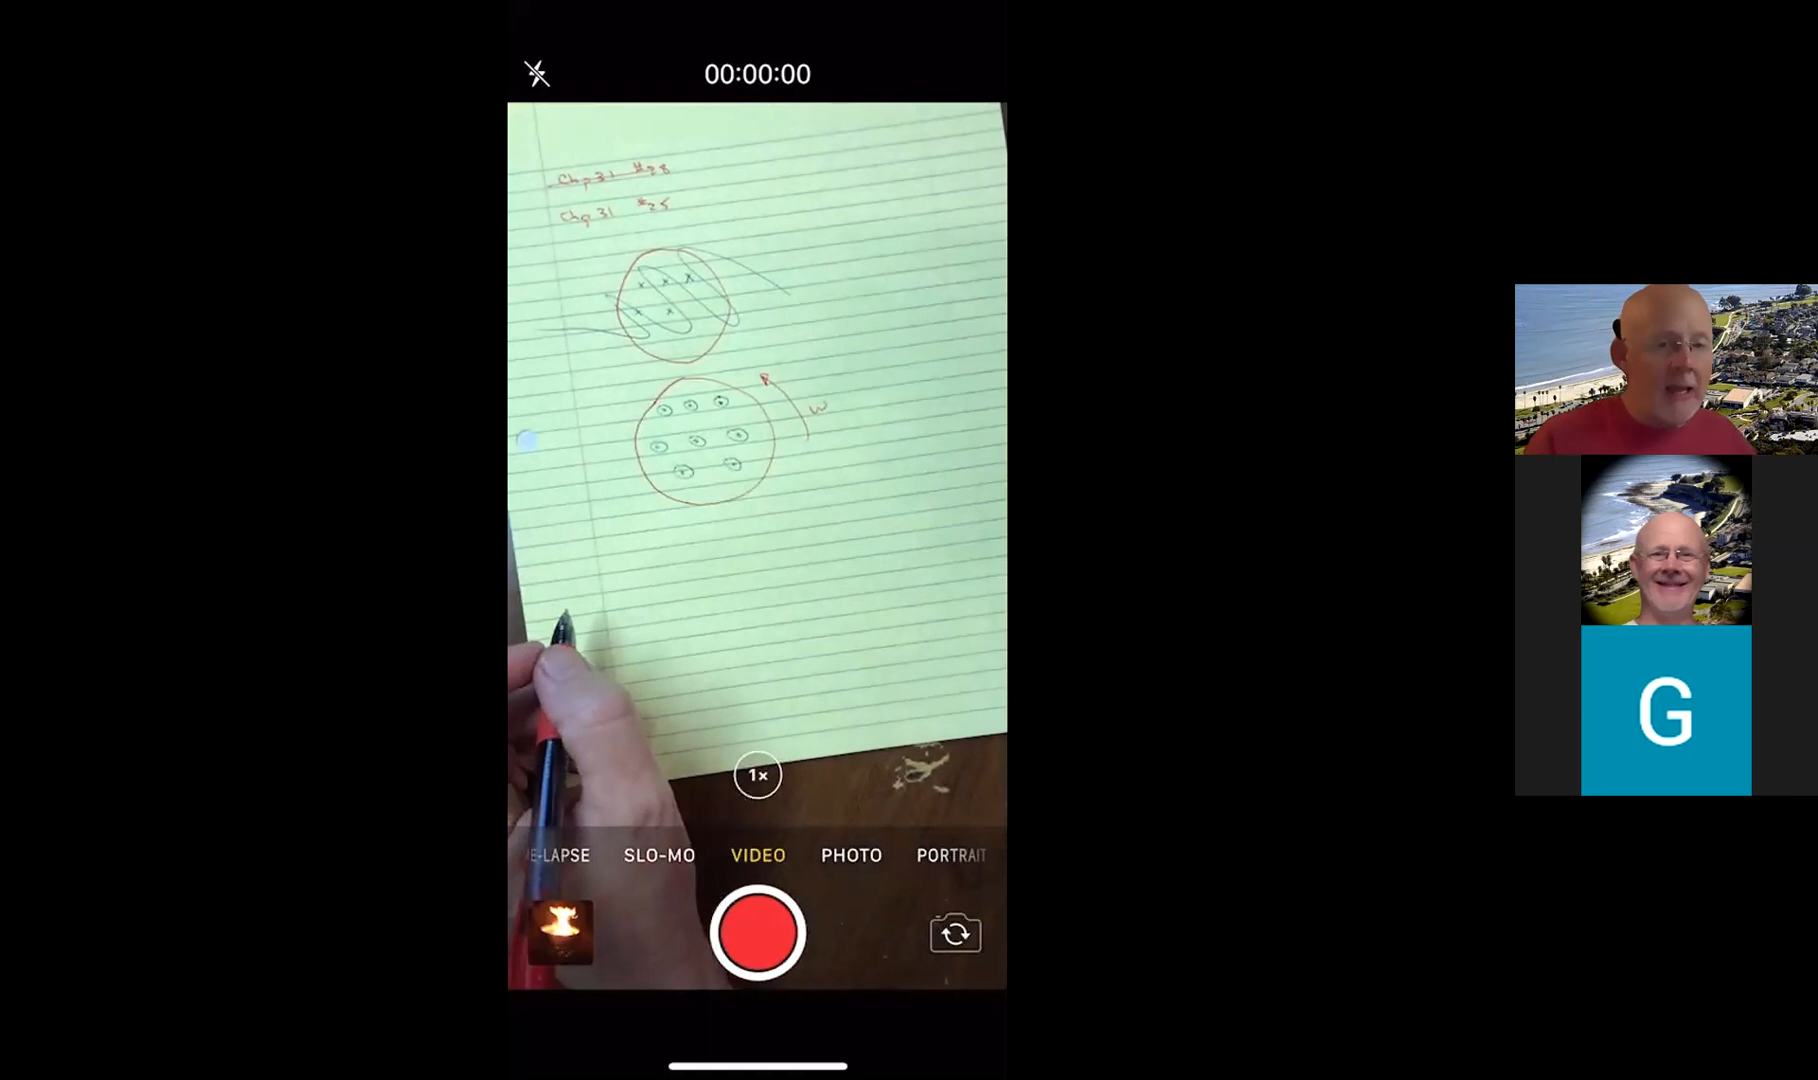 00:00:00
Chp 31 #28
Chp 31 #25
x x x
x x
w
1x
E-LAPSE SLO-MO VIDEO PHOTO PORTRAIT
G